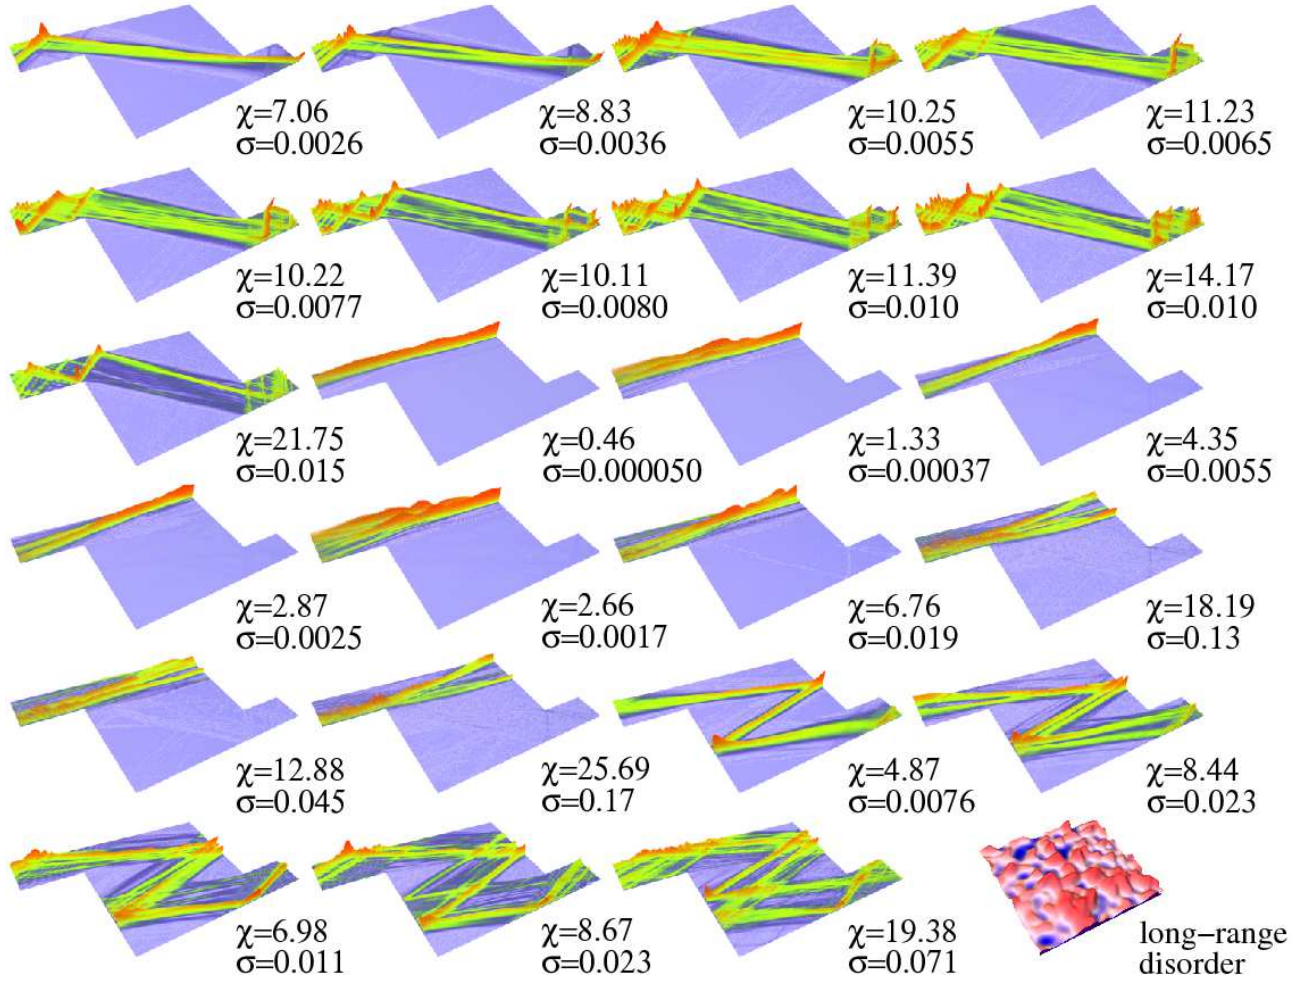 χ=7.06
σ=0.0026
χ=8.83
σ=0.0036
χ=10.25
σ=0.0055
χ=11.23
σ=0.0065
χ=10.22
σ=0.0077
χ=10.11
σ=0.0080
χ=11.39
σ=0.010
χ=14.17
σ=0.010
χ=21.75
σ=0.015
χ=0.46
σ=0.000050
χ=1.33
σ=0.00037
χ=4.35
σ=0.0055
χ=2.87
σ=0.0025
χ=2.66
σ=0.0017
χ=6.76
σ=0.019
χ=18.19
σ=0.13
χ=12.88
σ=0.045
χ=25.69
σ=0.17
χ=4.87
σ=0.0076
χ=8.44
σ=0.023
χ=6.98
σ=0.011
χ=8.67
σ=0.023
χ=19.38
σ=0.071
long−range
disorder